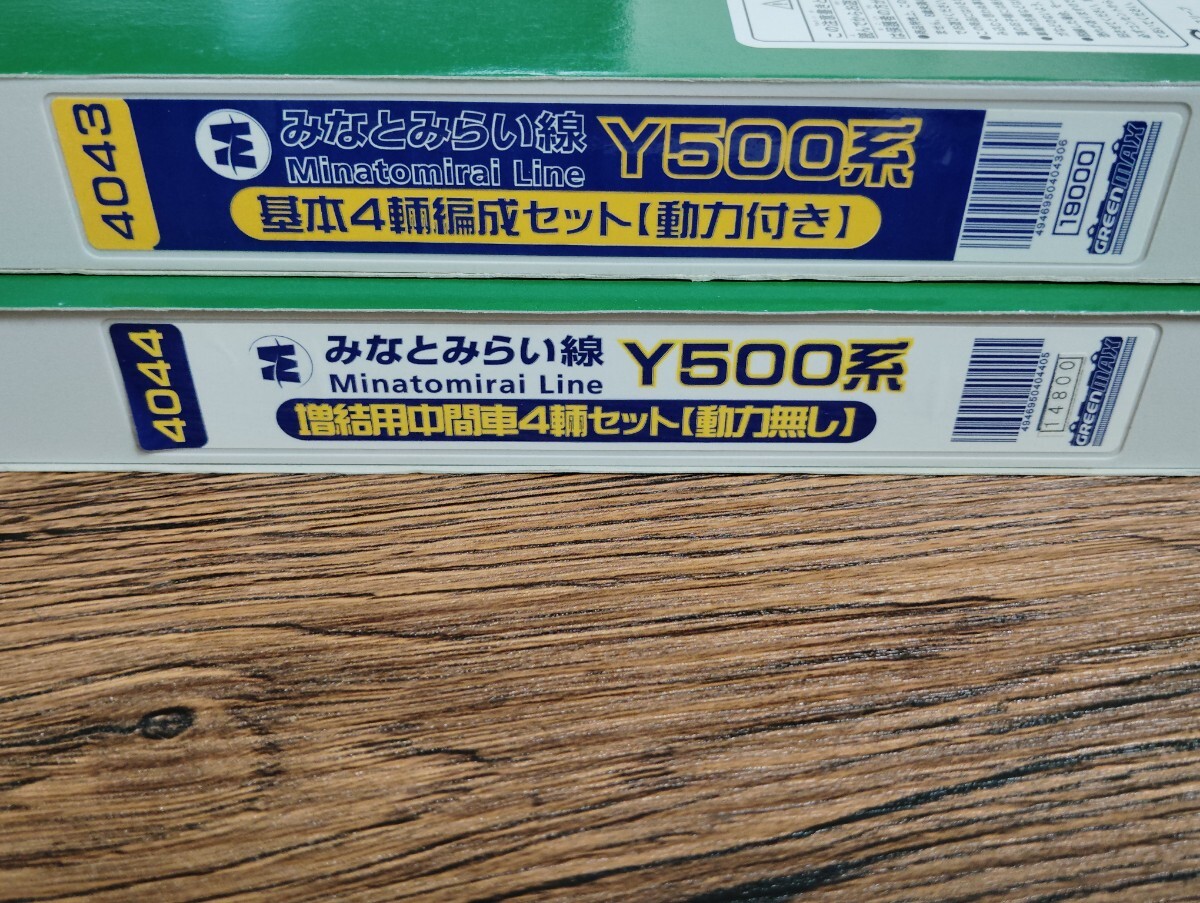 4043
M
みなとみらい線
Minatomirai Line
Y500系
基本4輛編成セット【動力付き】
4946950404306
19000
GREENMAX
4044
M
みなとみらい線
Minatomirai Line
Y500系
増結用中間車4輛セット【動力無し】
4946950404405
14800
GREENMAX